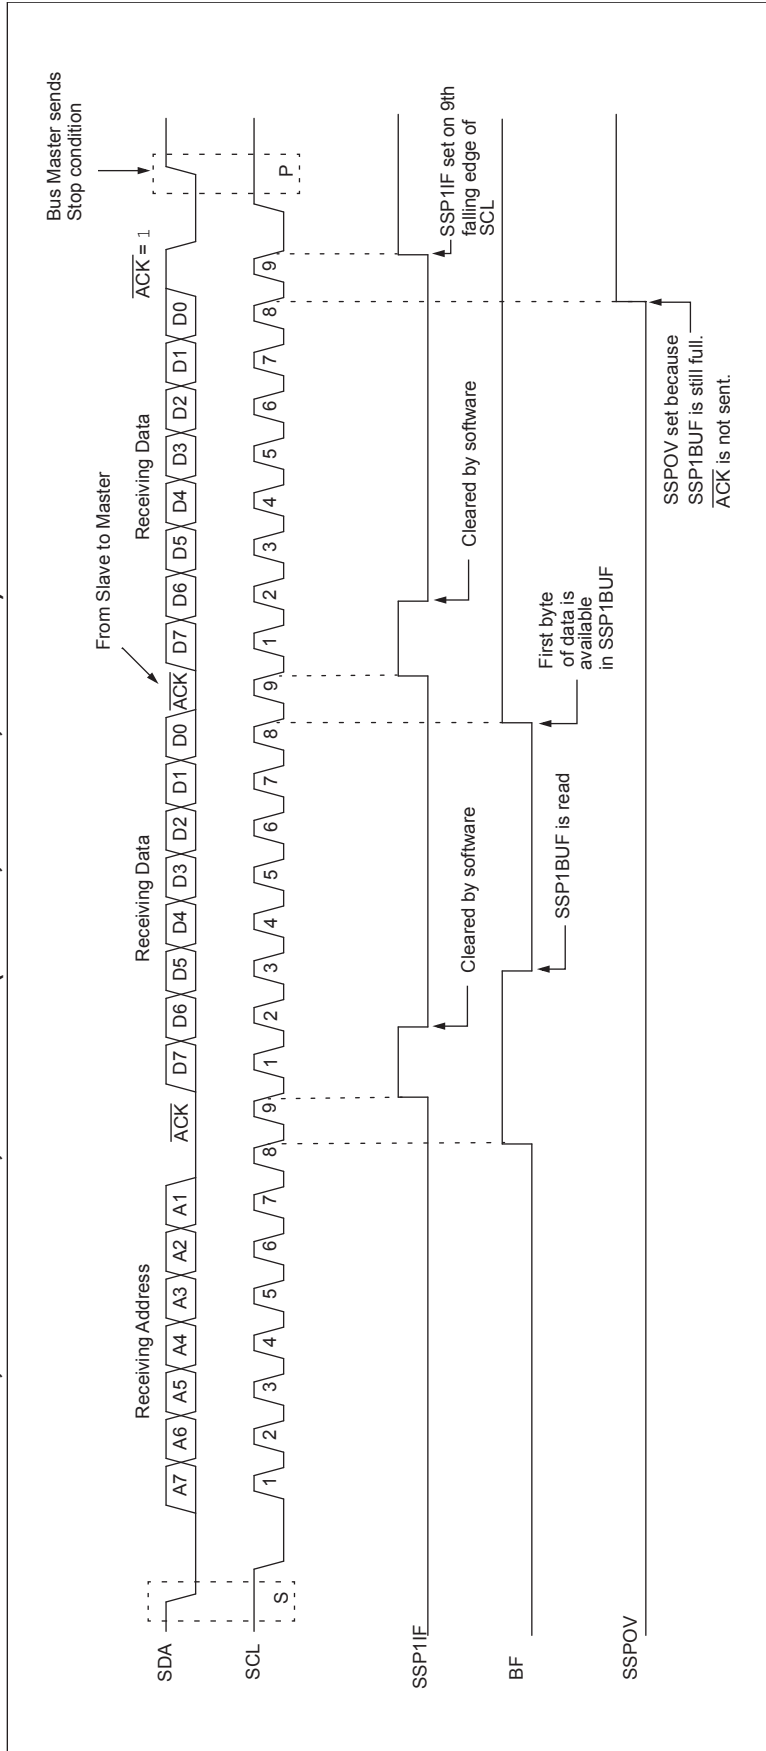 Bus Master sends
Stop condition
From Slave to Master
Receiving Address
Receiving Data
Receiving Data
ACK = 1
SDA
A7 A6 A5 A4 A3 A2 A1
ACK
D7 D6 D5 D4 D3 D2 D1 D0
ACK
D7 D6 D5 D4 D3 D2 D1 D0
SCL
S
1 2 3 4 5 6 7 8 9
1 2 3 4 5 6 7 8 9
1 2 3 4 5 6 7 8 9
P
SSP1IF
Cleared by software
Cleared by software
SSP1IF set on 9th
falling edge of
SCL
BF
SSP1BUF is read
First byte
of data is
available
in SSP1BUF
SSPOV
SSPOV set because
SSP1BUF is still full.
ACK is not sent.